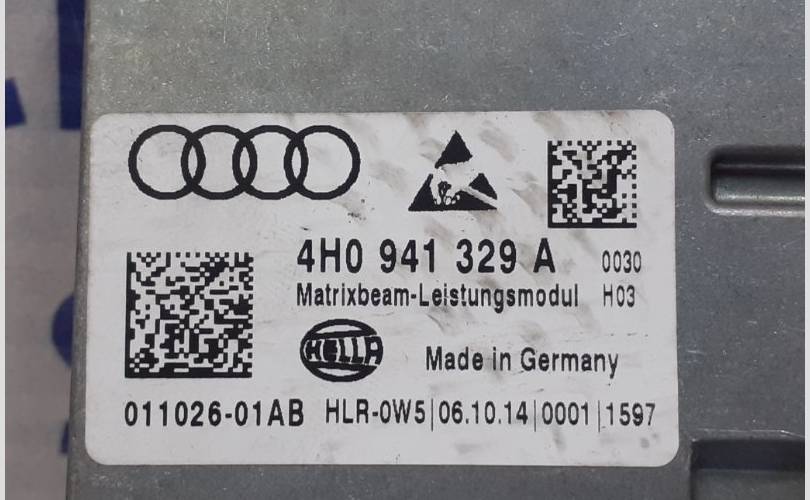 4H0 941 329 A 0030
Matrixbeam-Leistungsmodul H03
HELLA Made in Germany
011026-01AB HLR-0W5|06.10.14|0001|1597